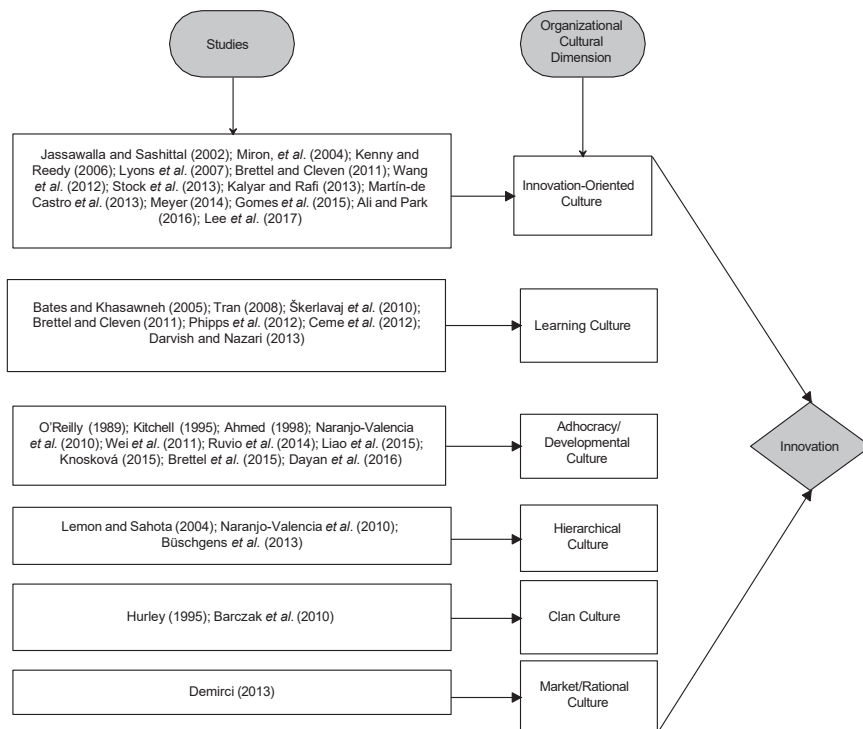 Studies
Organizational
Cultural
Dimension
Jassawalla and Sashittal (2002); Miron, et al. (2004); Kenny and
Reedy (2006); Lyons et al. (2007); Brettel and Cleven (2011); Wang
et al. (2012); Stock et al. (2013); Kalyar and Rafi (2013); Martín-de
Castro et al. (2013); Meyer (2014); Gomes et al. (2015); Ali and Park
(2016); Lee et al. (2017)
Innovation-Oriented
Culture
Bates and Khasawneh (2005); Tran (2008); Škerlavaj et al. (2010);
Brettel and Cleven (2011); Phipps et al. (2012); Ceme et al. (2012);
Darvish and Nazari (2013)
Learning Culture
O'Reilly (1989); Kitchell (1995); Ahmed (1998); Naranjo-Valencia
et al. (2010); Wei et al. (2011); Ruvio et al. (2014); Liao et al. (2015);
Knosková (2015); Brettel et al. (2015); Dayan et al. (2016)
Adhocracy/
Developmental
Culture
Innovation
Lemon and Sahota (2004); Naranjo-Valencia et al. (2010);
Büschgens et al. (2013)
Hierarchical
Culture
Hurley (1995); Barczak et al. (2010)
Clan Culture
Demirci (2013)
Market/Rational
Culture